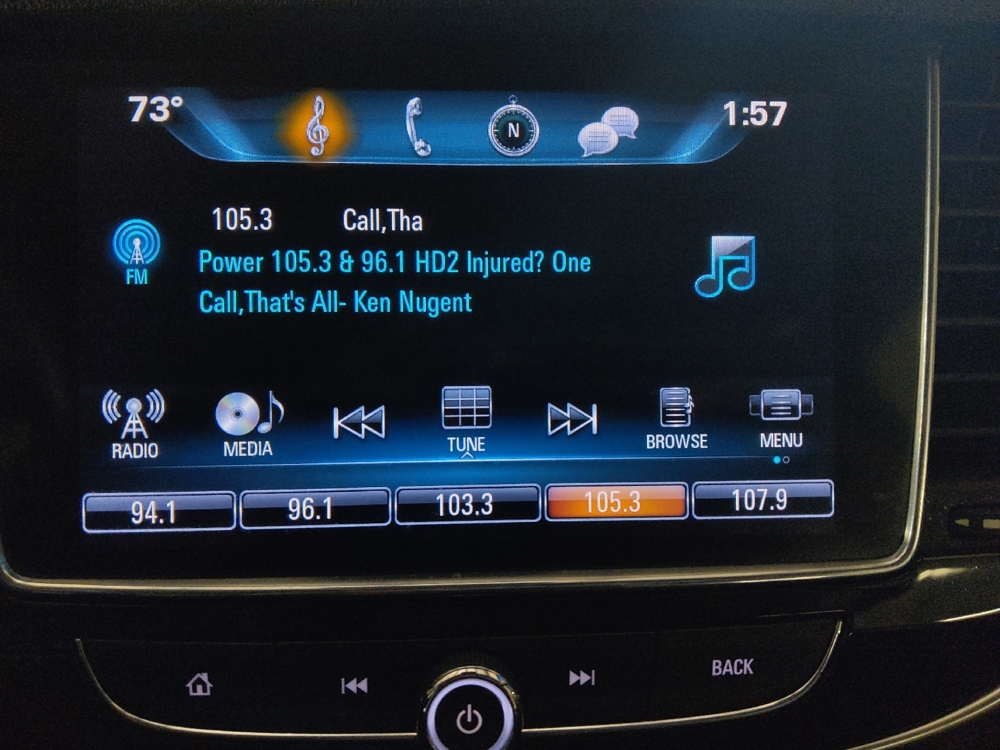 73° 1:57
N
105.3 Call,Tha
FM
Power 105.3 & 96.1 HD2 Injured? One
Call,That's All- Ken Nugent
RADIO MEDIA TUNE BROWSE MENU
94.1 96.1 103.3 105.3 107.9
BACK